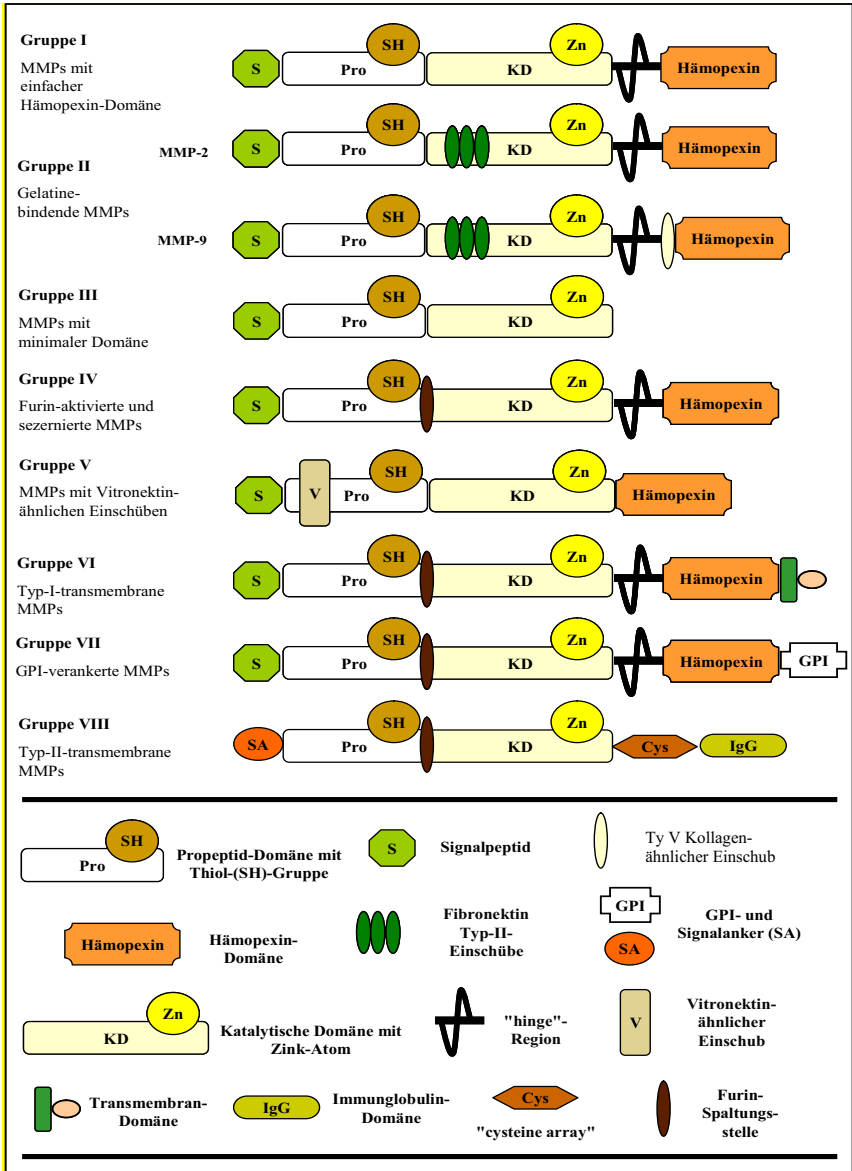 Gruppe I
MMPs mit
einfacher
Hämopexin-Domäne
S
Pro
SH
KD
Zn
Hämopexin
Gruppe II
Gelatine-
bindende MMPs
MMP-2
S
Pro
SH
KD
Zn
Hämopexin
MMP-9
S
Pro
SH
KD
Zn
Hämopexin
Gruppe III
MMPs mit
minimaler Domäne
S
Pro
SH
KD
Zn
Gruppe IV
Furin-aktivierte und
sezernierte MMPs
S
Pro
SH
KD
Zn
Hämopexin
Gruppe V
MMPs mit Vitronektin-
ähnlichen Einschüben
S
V
Pro
SH
KD
Zn
Hämopexin
Gruppe VI
Typ-I-transmembrane
MMPs
S
Pro
SH
KD
Zn
Hämopexin
Gruppe VII
GPI-verankerte MMPs
S
Pro
SH
KD
Zn
Hämopexin
GPI
Gruppe VIII
Typ-II-transmembrane
MMPs
SA
Pro
SH
KD
Zn
Cys
IgG
SH
Pro
Propeptid-Domäne mit
Thiol-(SH)-Gruppe
S
Signalpeptid
Ty V Kollagen-
ähnlicher Einschub
Hämopexin
Hämopexin-
Domäne
Fibronektin
Typ-II-
Einschübe
GPI
SA
GPI- und
Signalanker (SA)
Zn
KD
Katalytische Domäne mit
Zink-Atom
"hinge"-
Region
V
Vitronektin-
ähnlicher
Einschub
Transmembran-
Domäne
IgG
Immunglobulin-
Domäne
Cys
"cysteine array"
Furin-
Spaltungs-
stelle